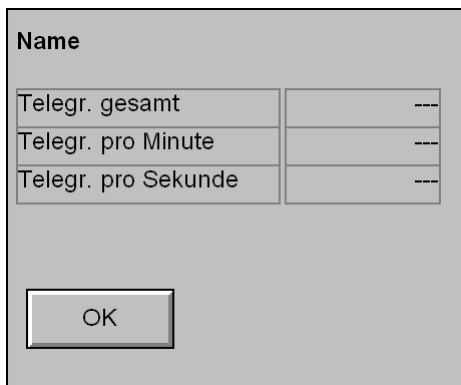 Name
Telegr. gesamt ---
Telegr. pro Minute ---
Telegr. pro Sekunde ---
OK